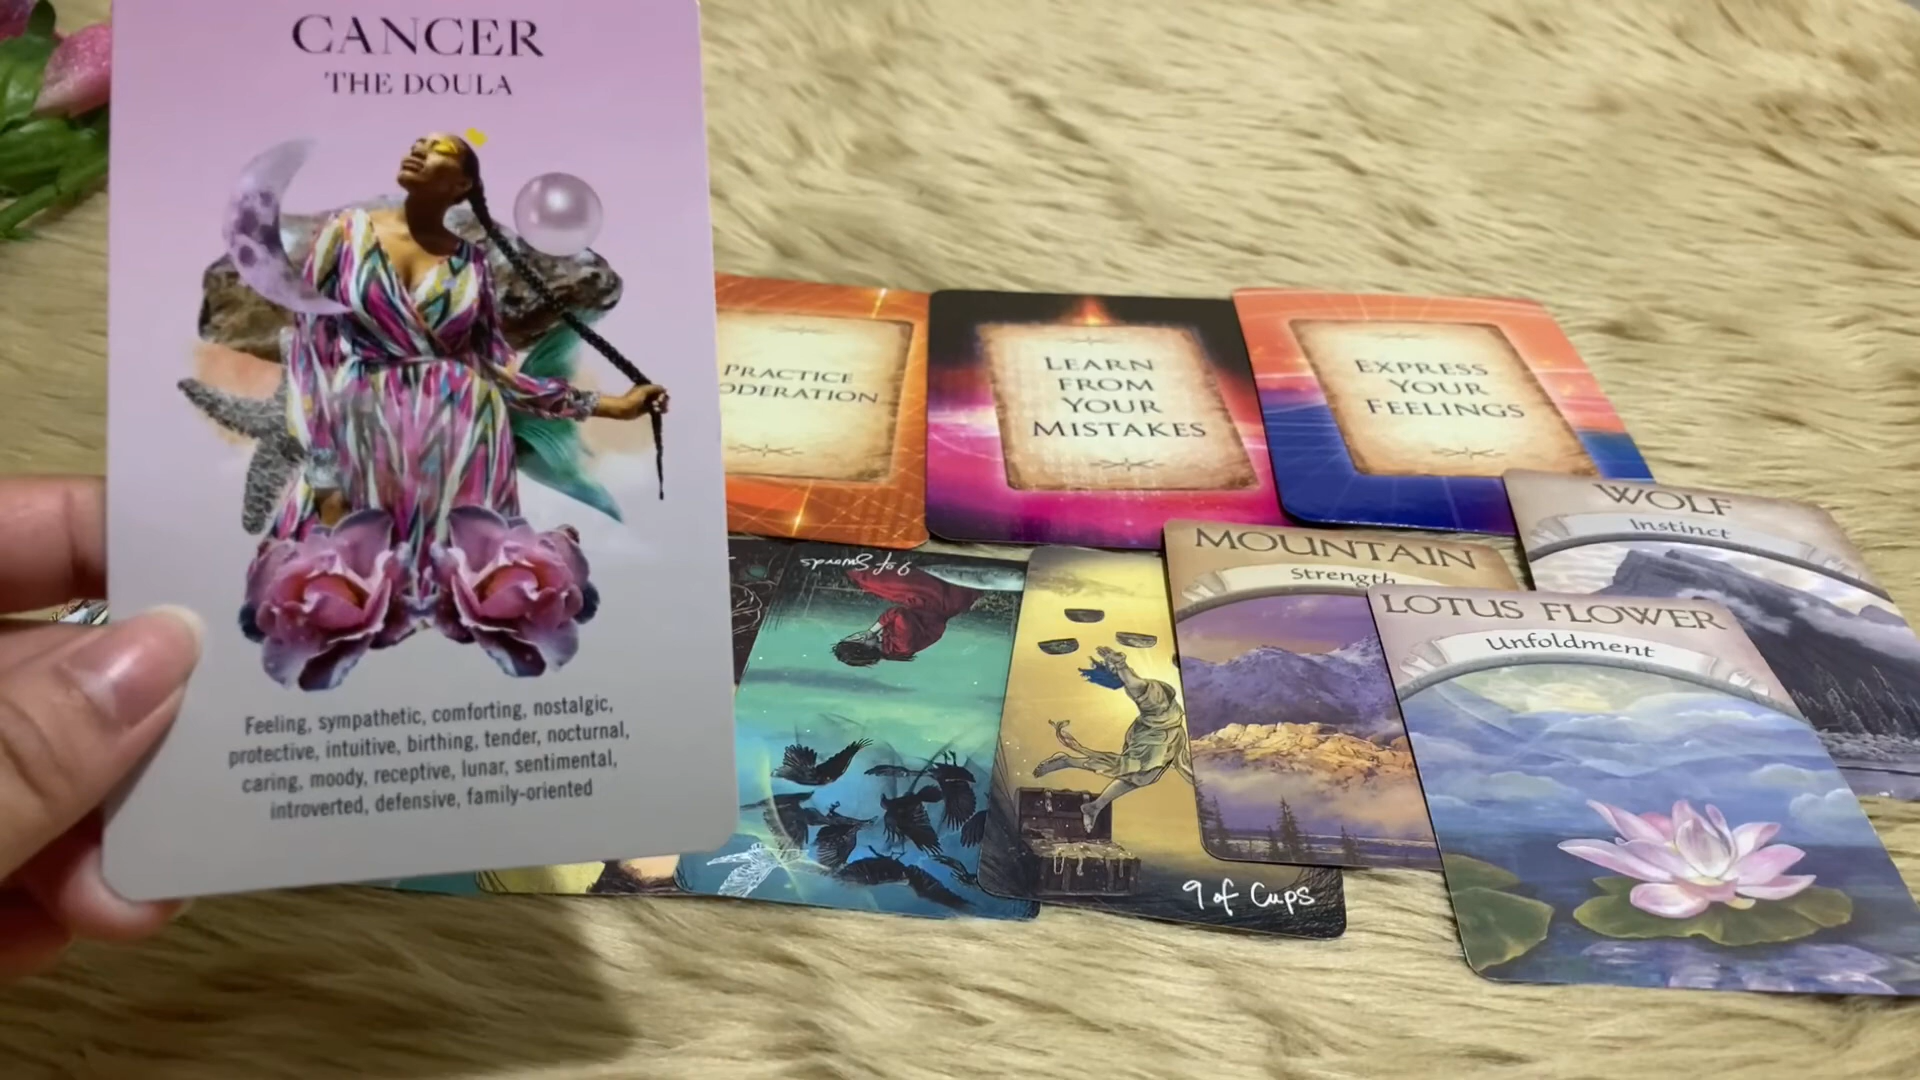 CANCER
THE DOULA
Feeling, sympathetic, comforting, nostalgic,
protective, intuitive, birthing, tender, nocturnal,
caring, moody, receptive, lunar, sentimental,
introverted, defensive, family-oriented
PRACTICE
ODERATION
LEARN
FROM
YOUR
MISTAKES
EXPRESS
YOUR
FEELINGS
WOLF
Instinct
MOUNTAIN
Strength
LOTUS FLOWER
Unfoldment
9 of Swords
9 of Cups